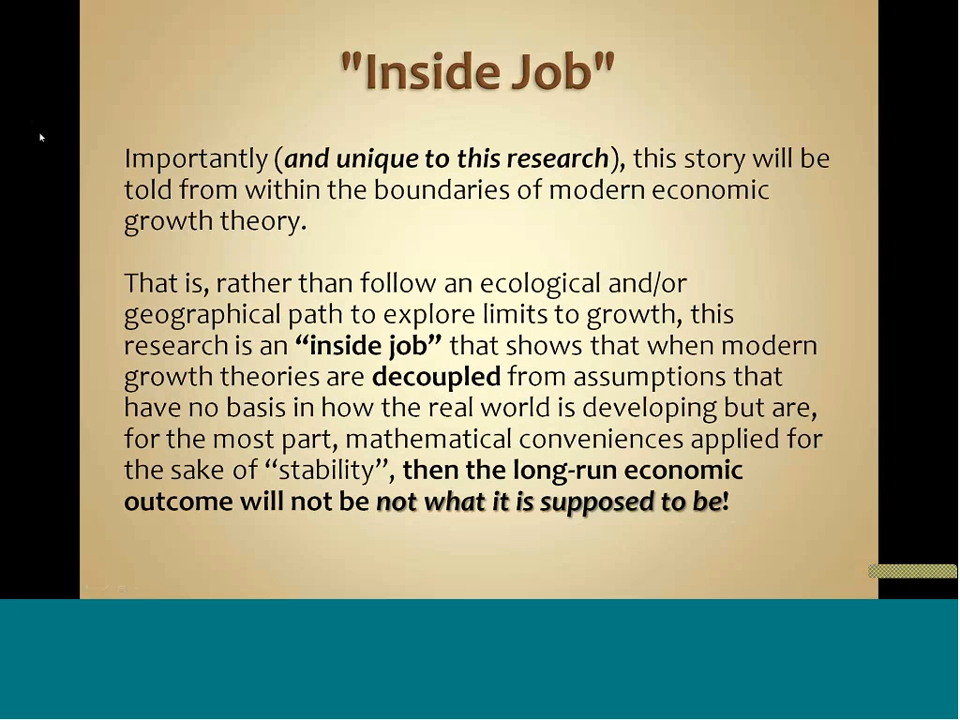 "Inside Job"
Importantly (and unique to this research), this story will be
told from within the boundaries of modern economic
growth theory.
That is, rather than follow an ecological and/or
geographical path to explore limits to growth, this
research is an “inside job” that shows that when modern
growth theories are decoupled from assumptions that
have no basis in how the real world is developing but are,
for the most part, mathematical conveniences applied for
the sake of “stability”, then the long-run economic
outcome will not be not what it is supposed to be!